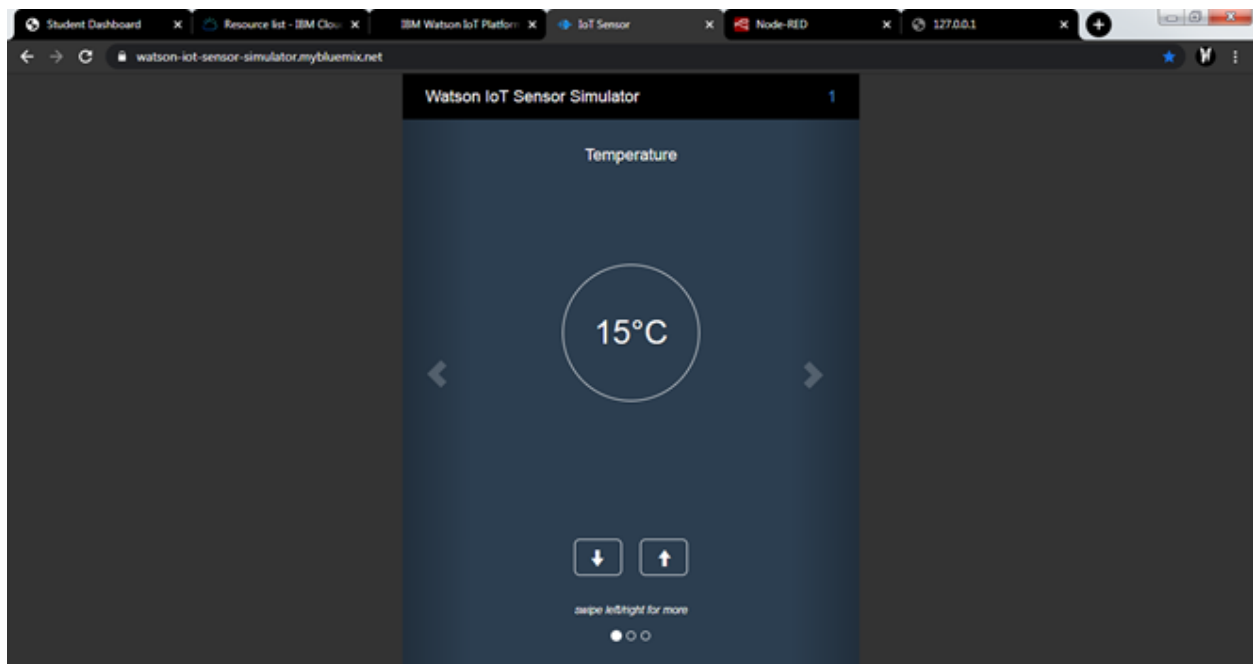 Student Dashboard
Resource list - IBM Clou
IBM Watson IoT Platform
IoT Sensor
Node-RED
127.0.0.1
watson-iot-sensor-simulator.mybluemix.net
Watson IoT Sensor Simulator 1
Temperature
15°C
swipe left/right for more